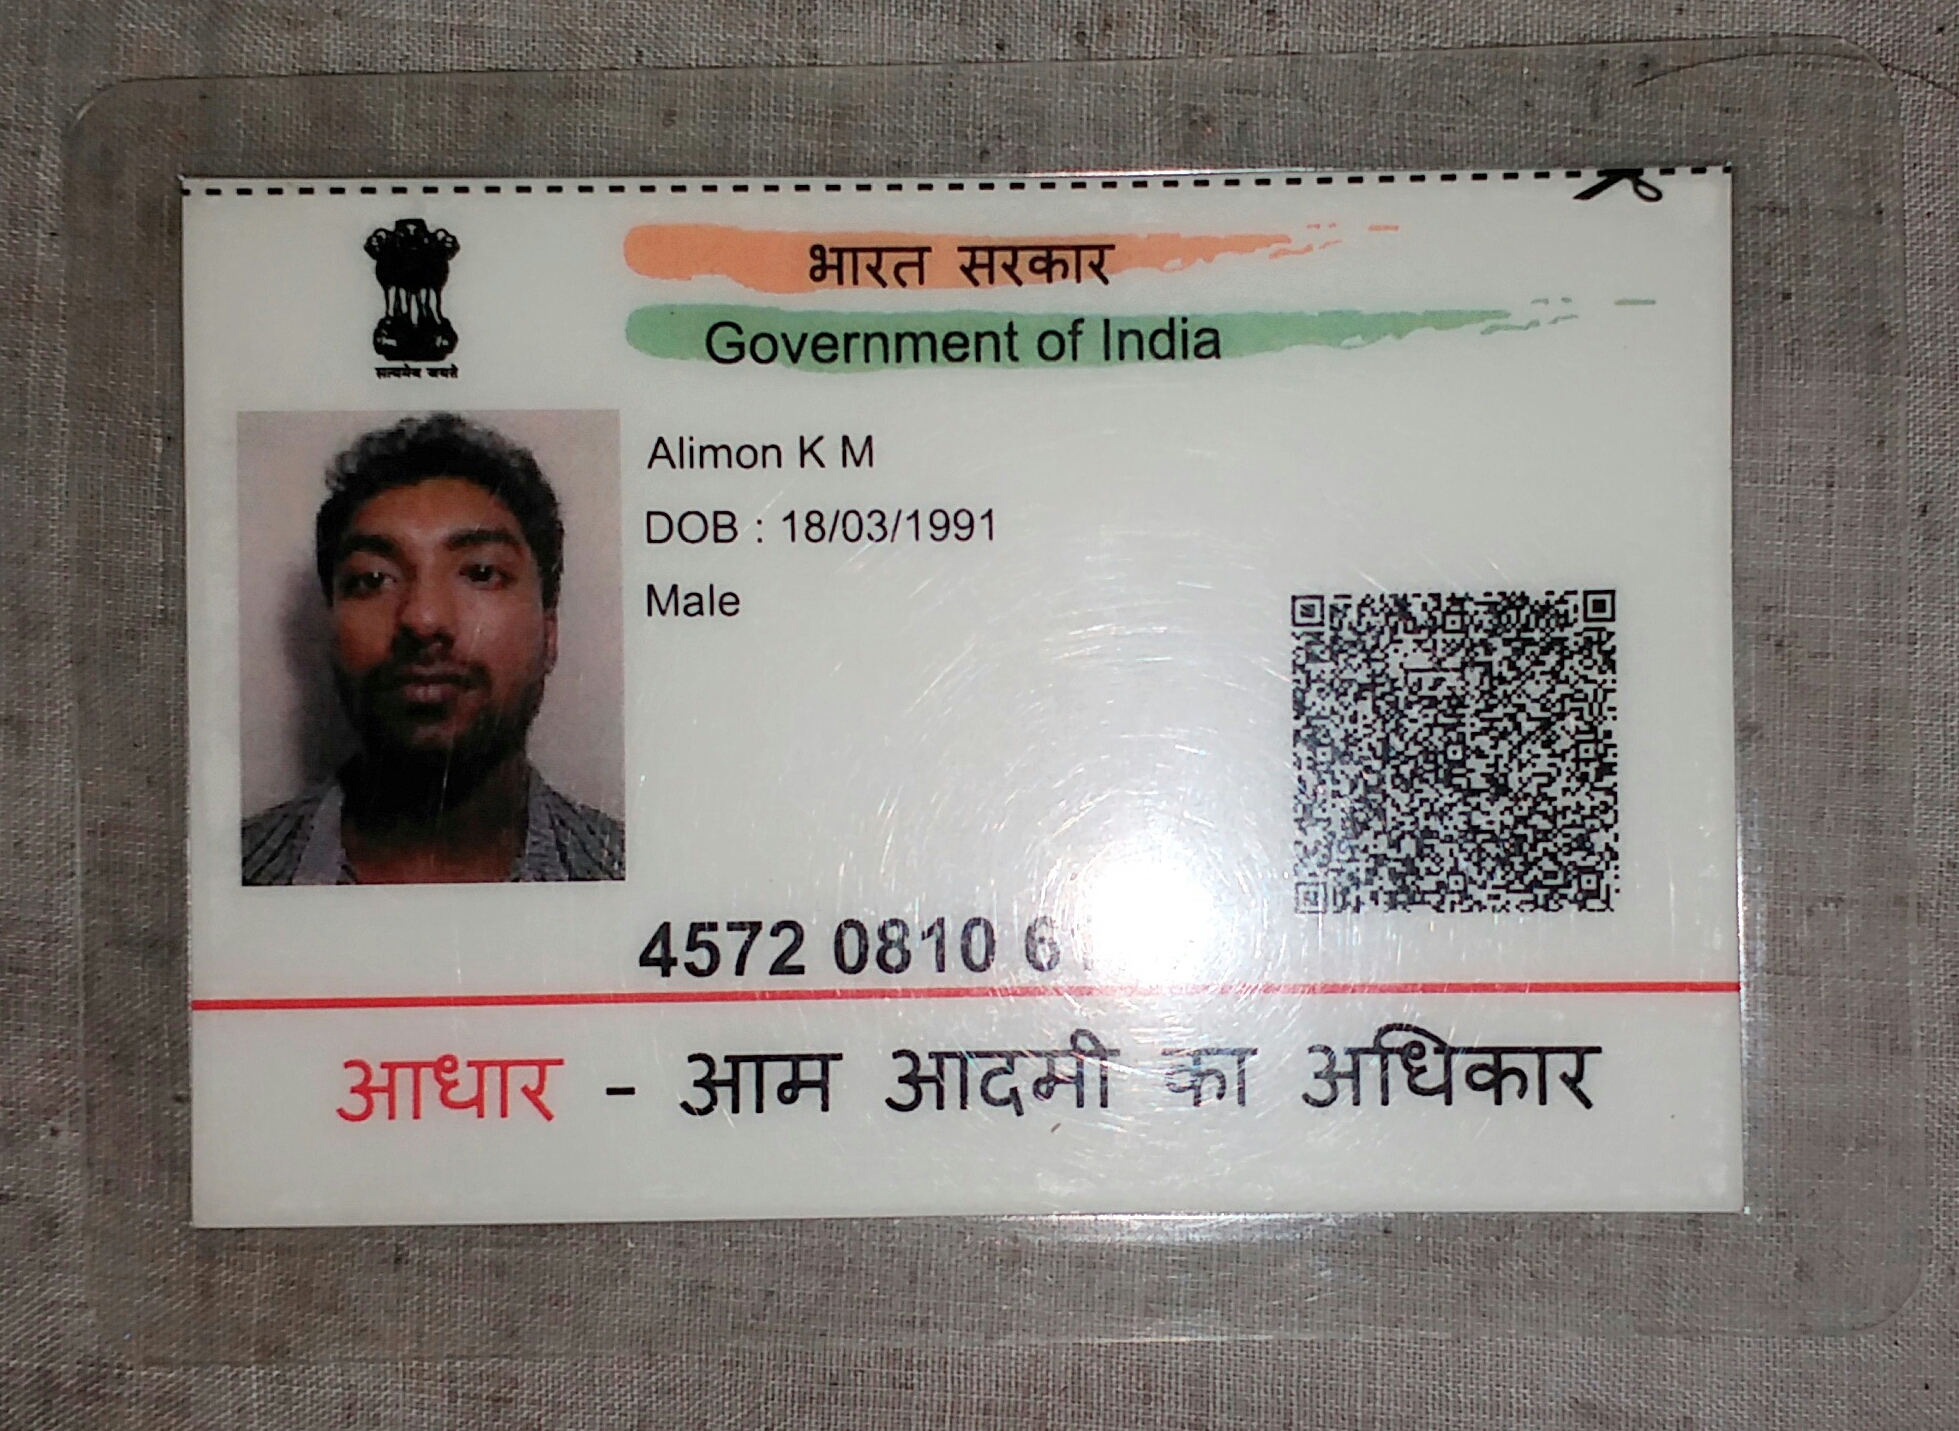 भारत सरकार
Government of India
सत्यमेव जयते
Alimon K M
DOB : 18/03/1991
Male
4572 0810 6
आधार - आम आदमी का अधिकार